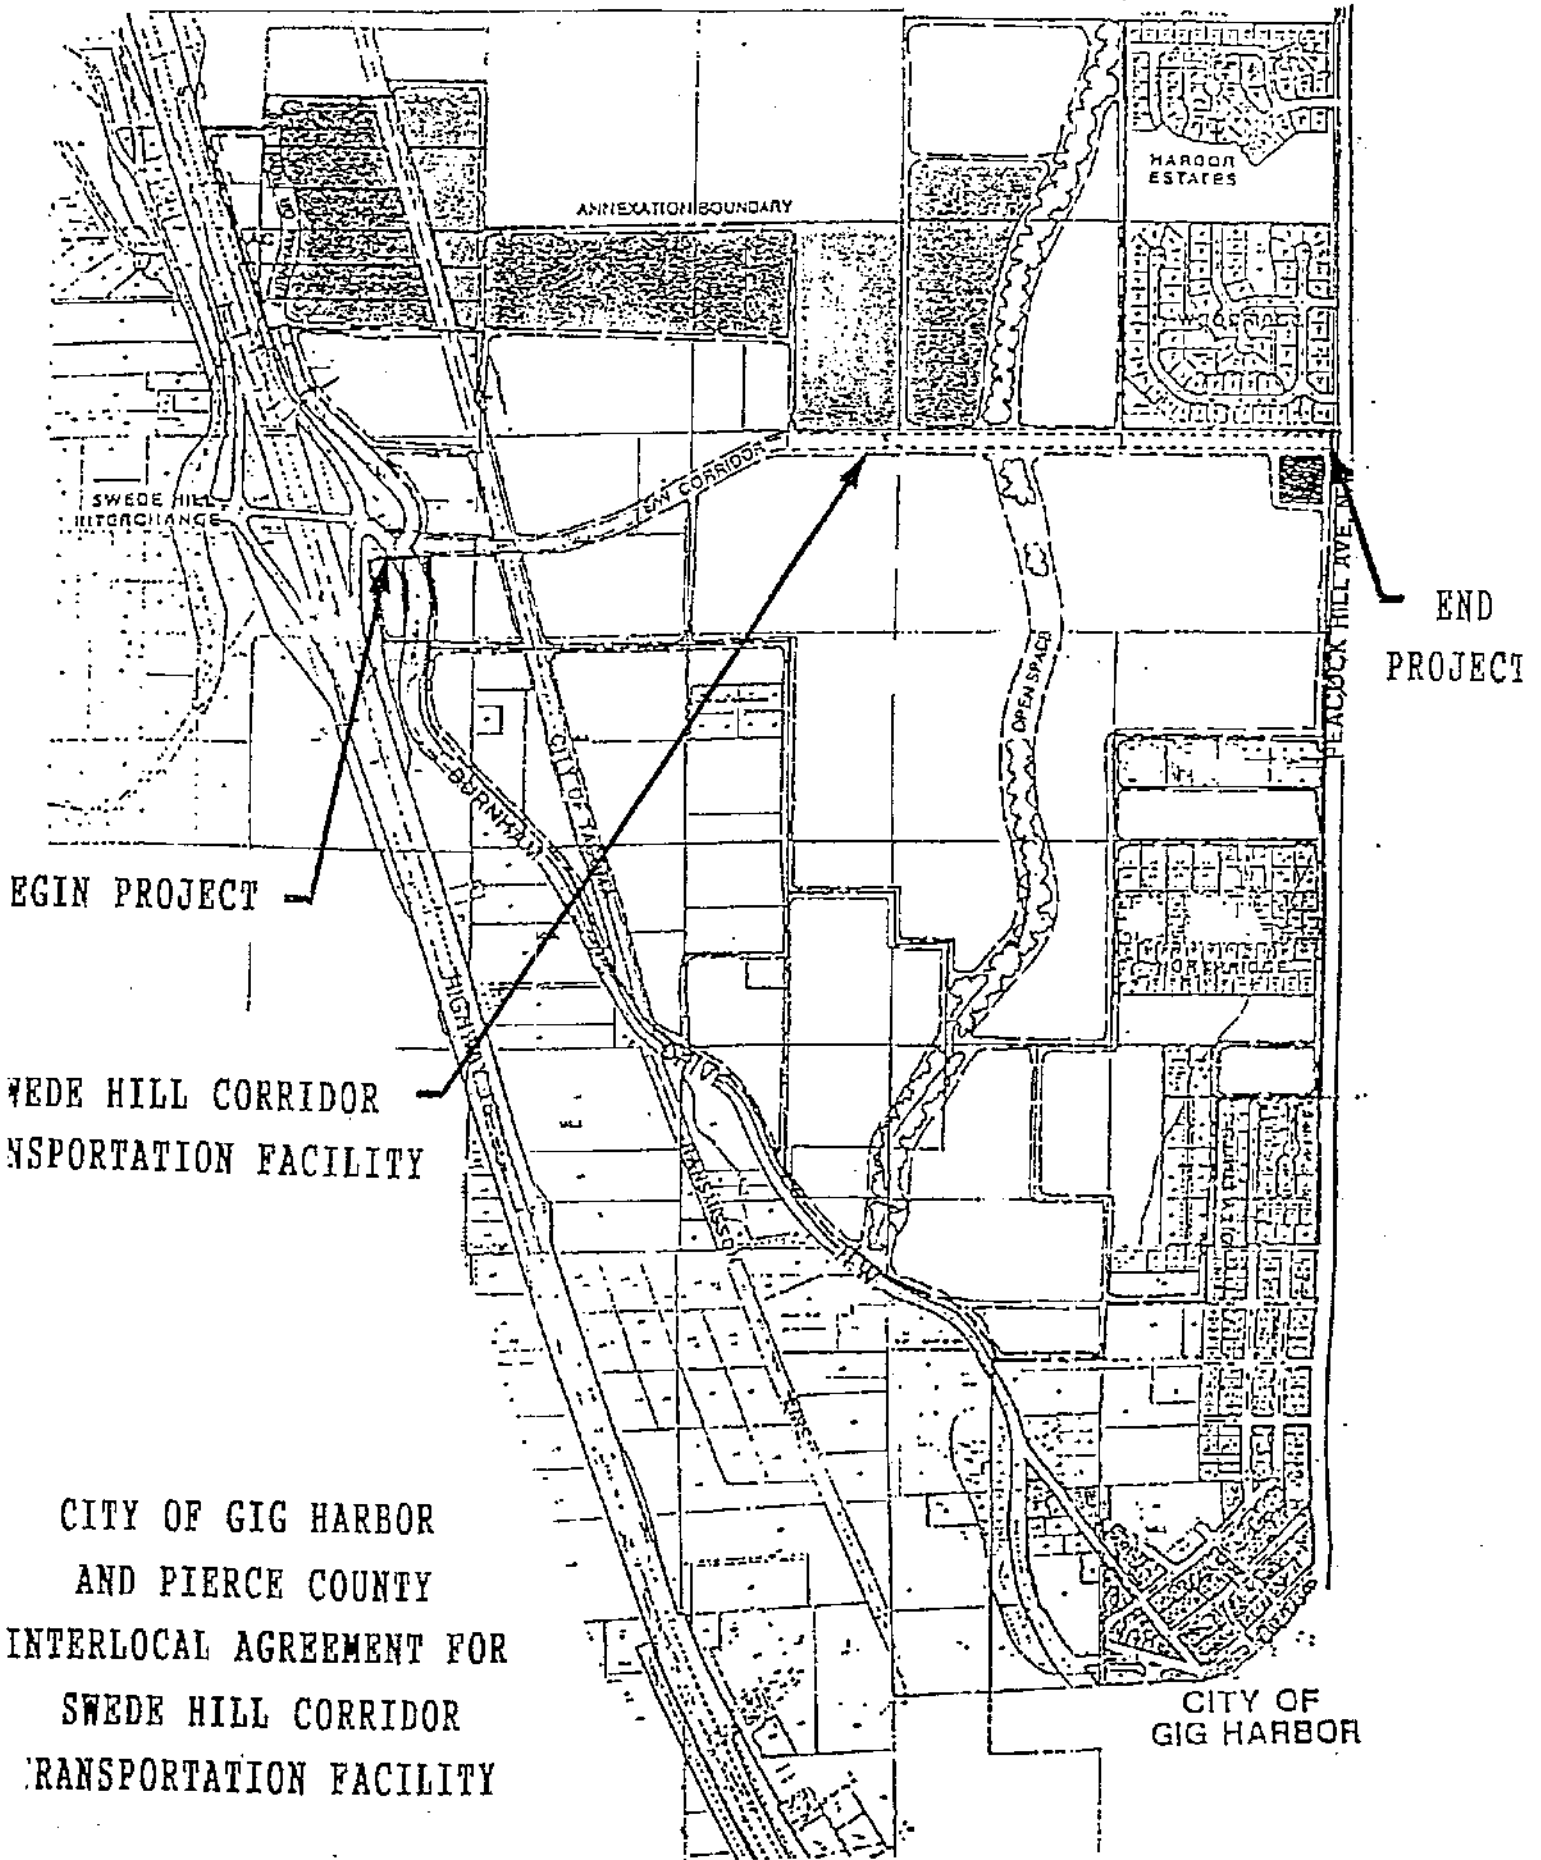 HARBOR
ESTATES
ANNEXATION BOUNDARY
E/W CORRIDOR
SWEDE HILL
INTERCHANGE
END
PROJECT
PEACOCK HILL AVE
OPEN SPACE
CITY OF
BURNHAM
EGIN PROJECT
WEDE HILL CORRIDOR
NSPORTATION FACILITY
CITY OF GIG HARBOR
AND PIERCE COUNTY
INTERLOCAL AGREEMENT FOR
SWEDE HILL CORRIDOR
RANSPORTATION FACILITY
CITY OF
GIG HARBOR